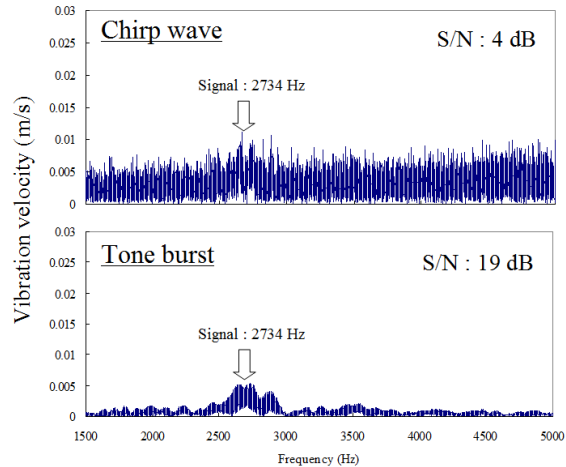 Chirp wave
S/N : 4 dB
Signal : 2734 Hz
0.03
0.025
0.02
0.015
0.01
0.005
0
Vibration velocity (m/s)
Tone burst
S/N : 19 dB
Signal : 2734 Hz
0.03
0.025
0.02
0.015
0.01
0.005
0
1500 2000 2500 3000 3500 4000 4500 5000
Frequency (Hz)